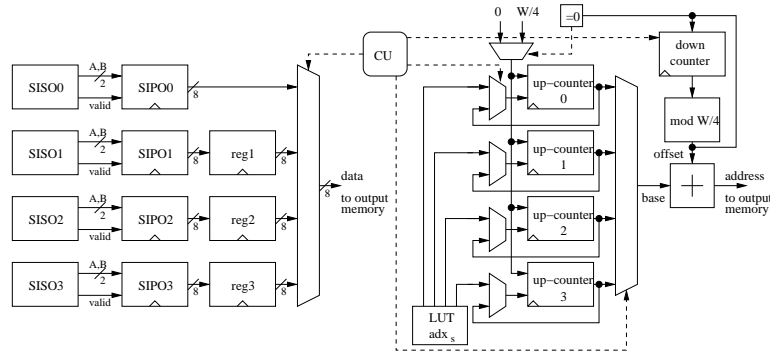 0
W/4
=0
CU
down
counter
mod W/4
offset
address
to output
memory
base
SISO0
A,B
2
valid
SIPO0
8
SISO1
A,B
2
valid
SIPO1
8
reg1
8
SISO2
A,B
2
valid
SIPO2
8
reg2
8
SISO3
A,B
2
valid
SIPO3
8
reg3
8
8
data
to output
memory
up-counter
0
up-counter
1
up-counter
2
up-counter
3
LUT
adx s